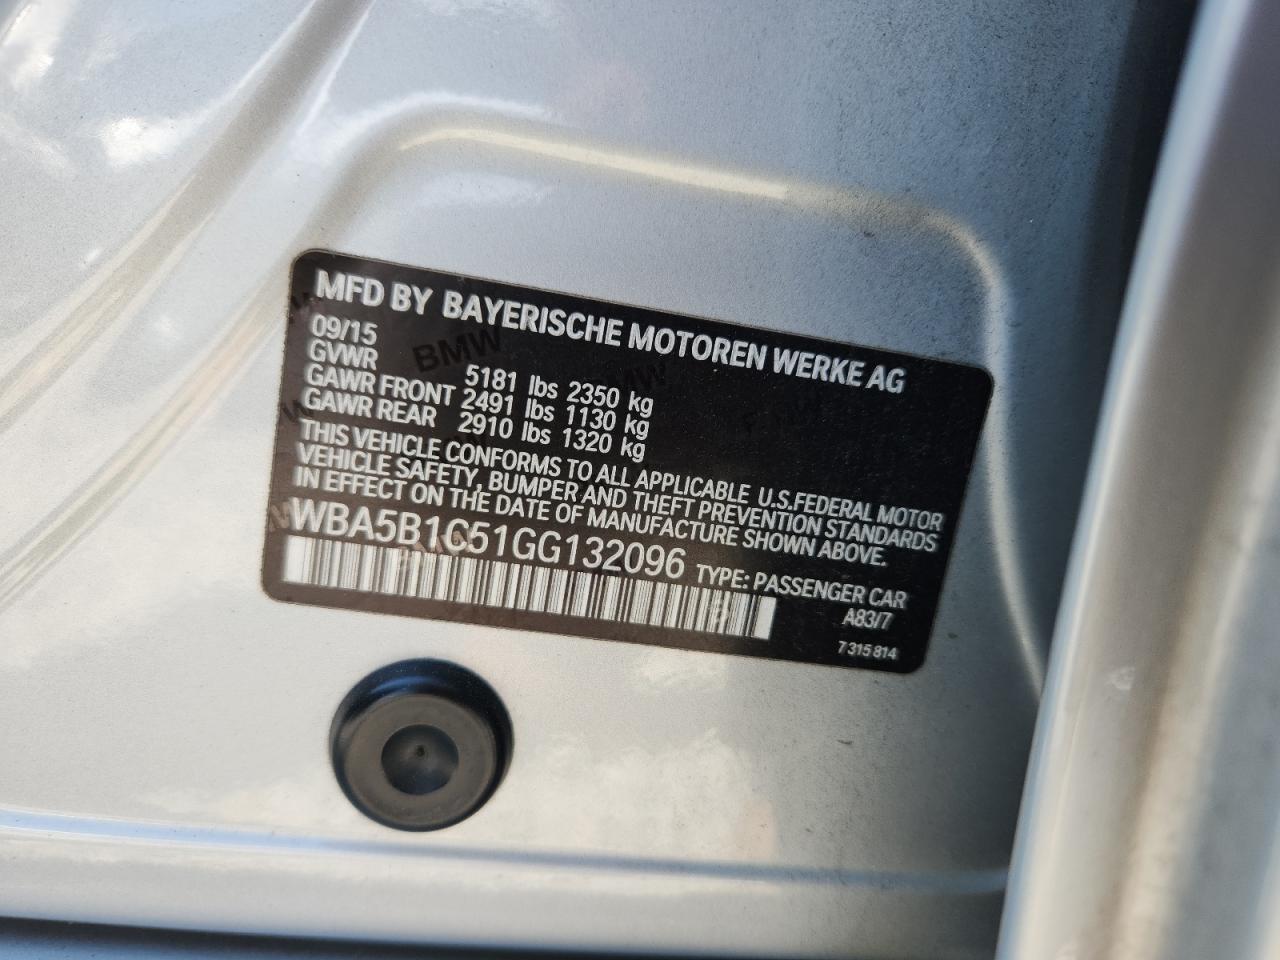 MFD BY BAYERISCHE MOTOREN WERKE AG
09/15
GVWR 5181 lbs 2350 kg
GAWR FRONT 2491 lbs 1130 kg
GAWR REAR 2910 lbs 1320 kg
THIS VEHICLE CONFORMS TO ALL APPLICABLE U.S.FEDERAL MOTOR
VEHICLE SAFETY, BUMPER AND THEFT PREVENTION STANDARDS
IN EFFECT ON THE DATE OF MANUFACTURE SHOWN ABOVE.
WBA5B1C51GG132096 TYPE: PASSENGER CAR
A83/7
7 315 814
BMW